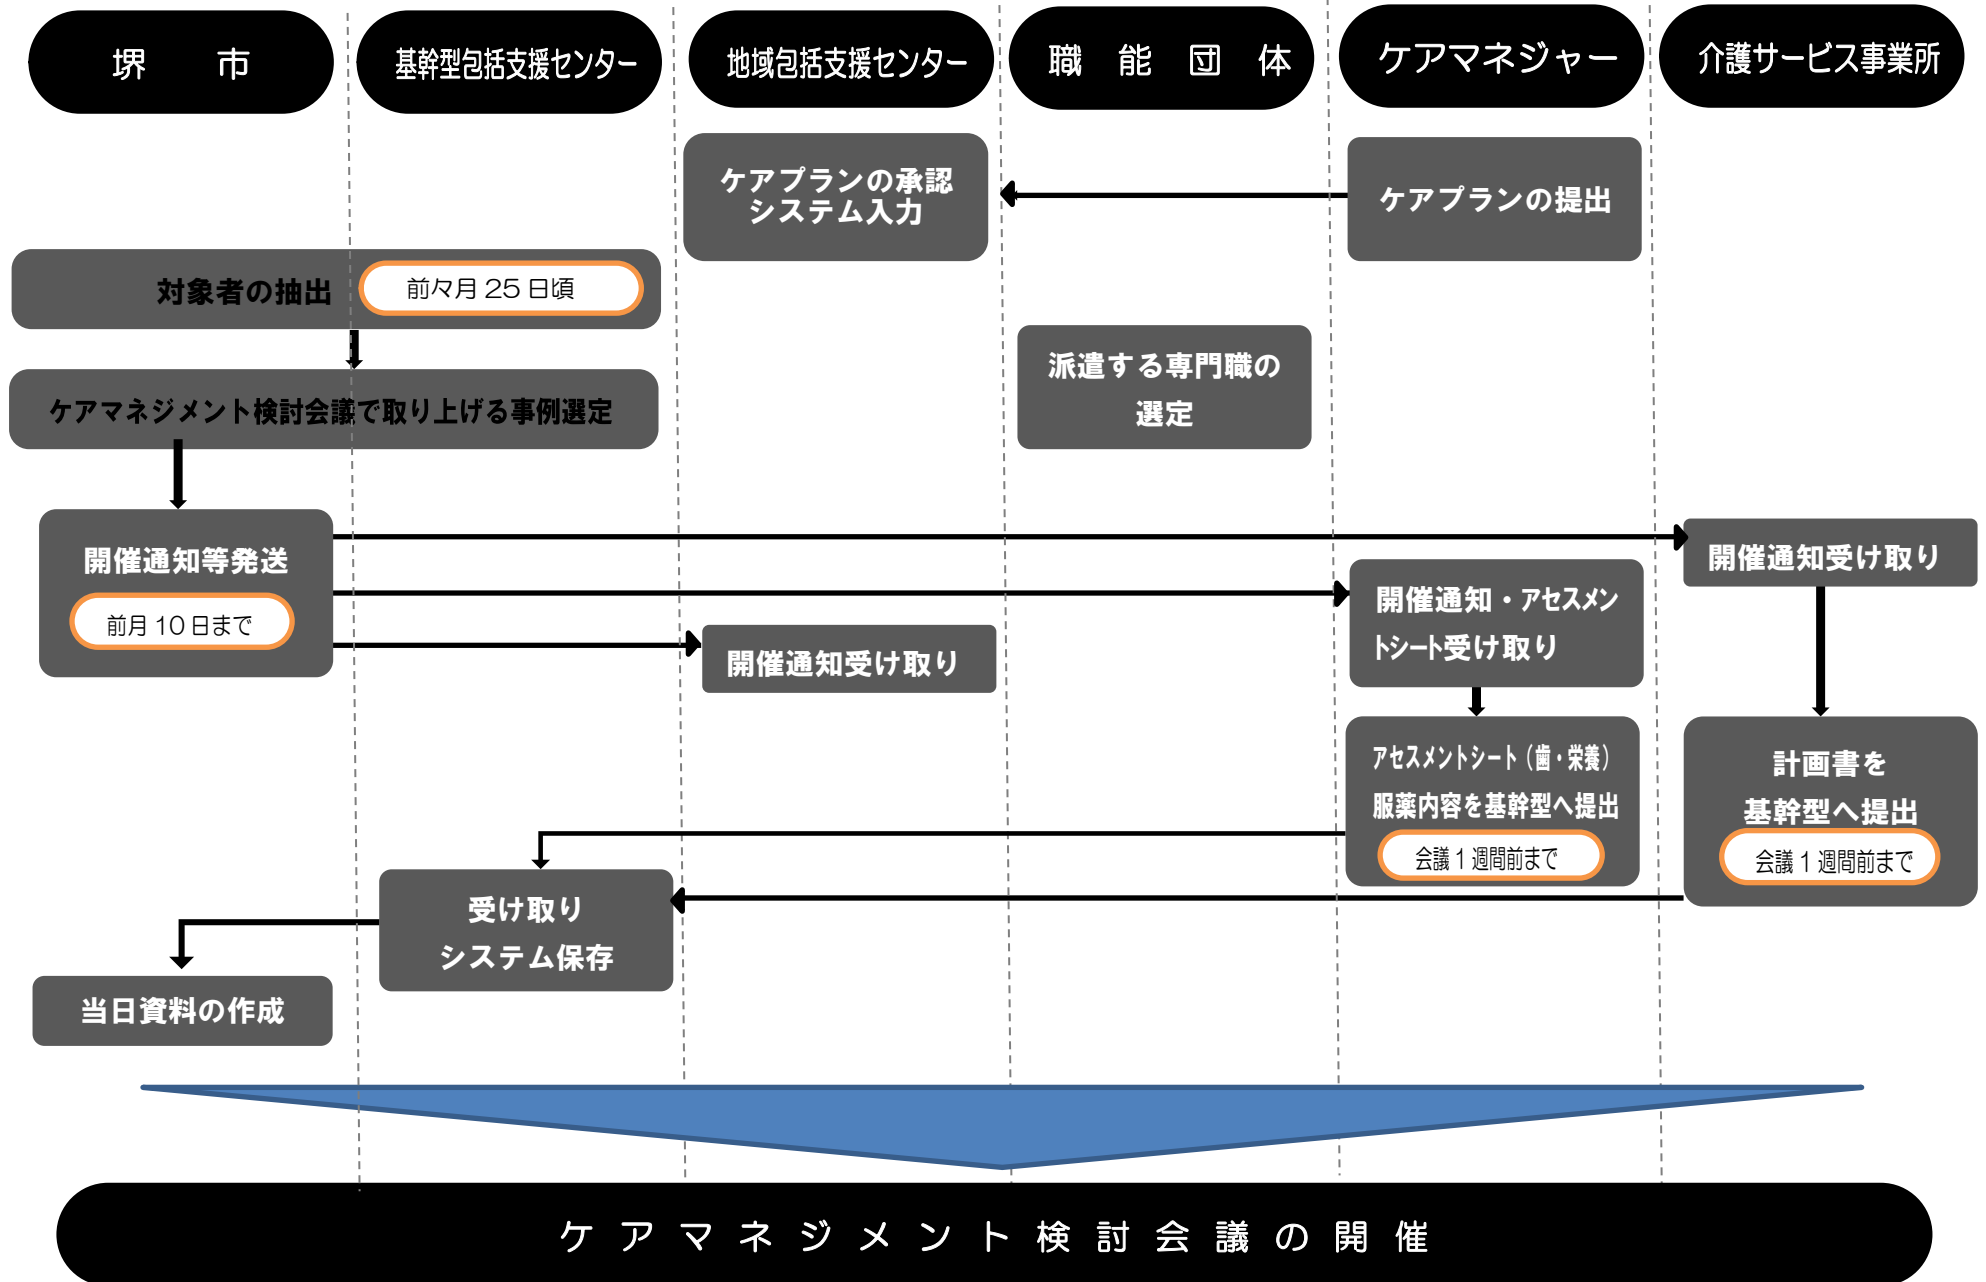 堺　市
基幹型包括支援センター
地域包括支援センター
職能団体
ケアマネジャー
介護サービス事業所
ケアプランの承認
システム入力
ケアプランの提出
対象者の抽出
前々月 25 日頃
派遣する専門職の
選定
ケアマネジメント検討会議で取り上げる事例選定
開催通知等発送
前月 10 日まで
開催通知受け取り
開催通知・アセスメン
トシート受け取り
開催通知受け取り
アセスメントシート（歯・栄養）
服薬内容を基幹型へ提出
会議 1 週間前まで
計画書を
基幹型へ提出
会議 1 週間前まで
受け取り
システム保存
当日資料の作成
ケアマネジメント検討会議の開催